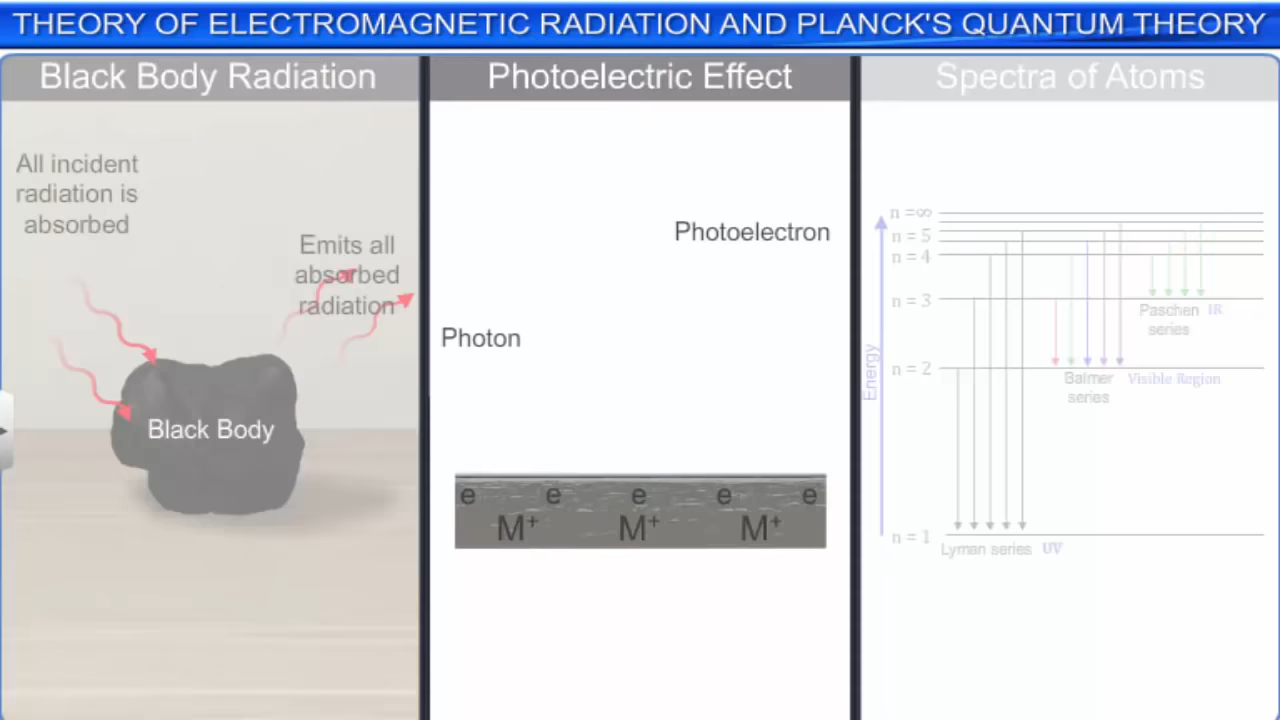 THEORY OF ELECTROMAGNETIC RADIATION AND PLANCK'S QUANTUM THEORY
Black Body Radiation
All incident
radiation is
absorbed
Emits all
absorbed
radiation
Black Body
Photoelectric Effect
Photoelectron
Photon
e e e e e
M⁺ M⁺ M⁺
Spectra of Atoms
n =∞
n = 5
n = 4
n = 3
Paschen IR
series
Energy
n = 2
Balmer Visible Region
series
n = 1
Lyman series UV